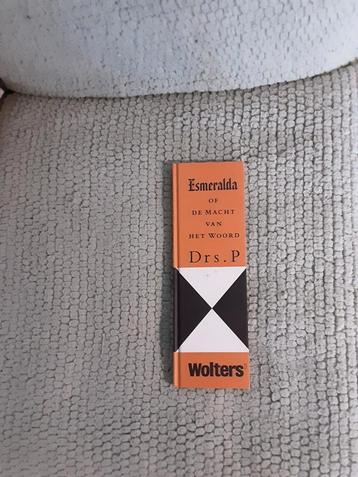 Esmeralda
OF
DE MACHT
VAN
HET WOORD
Drs. P
Wolters